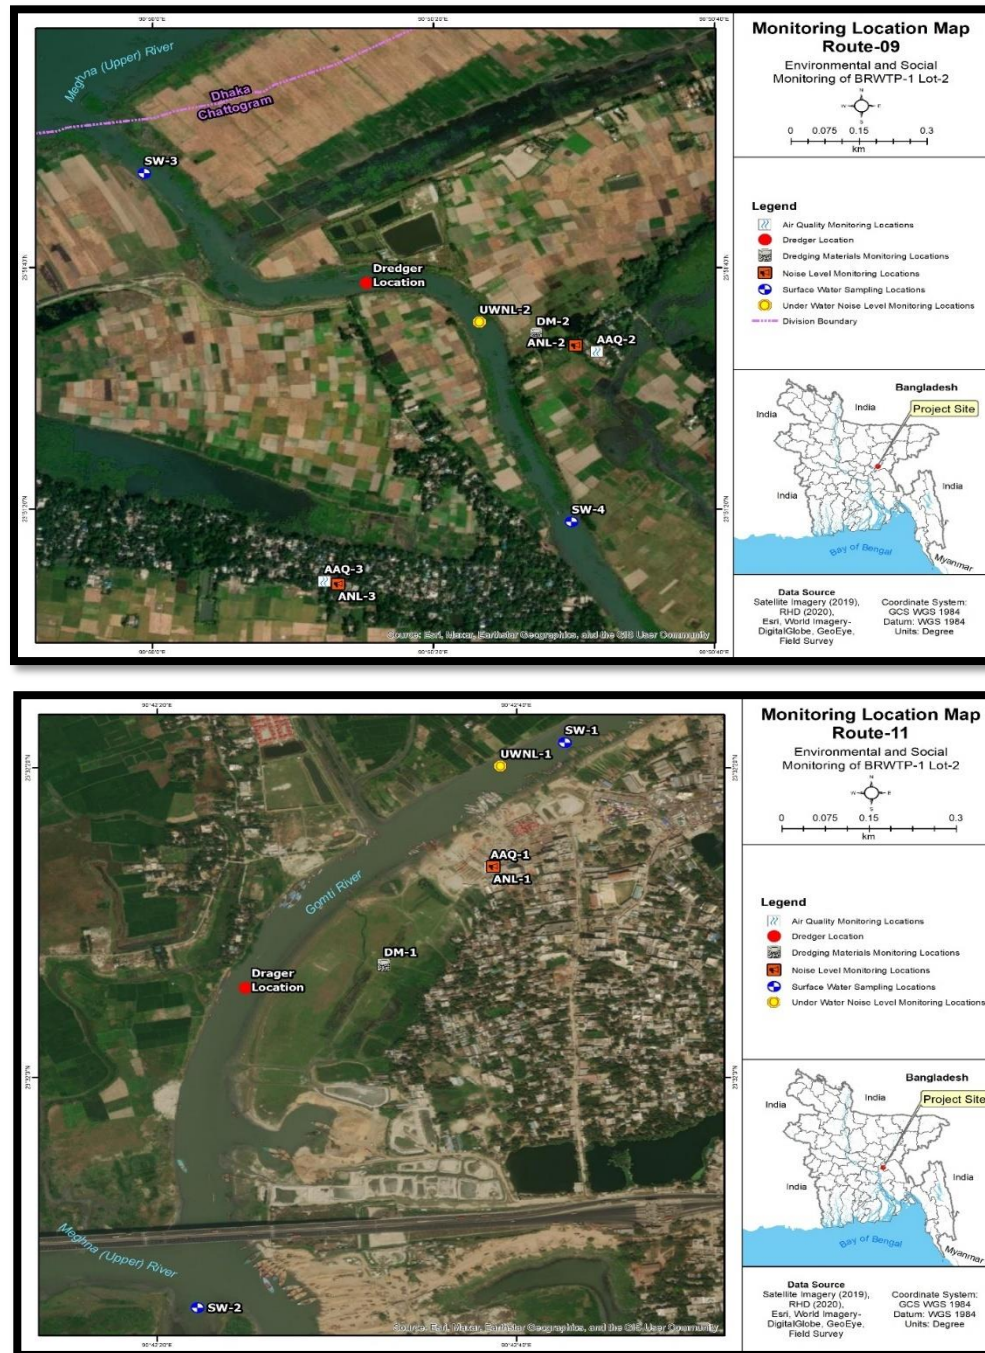 Monitoring Location Map
Route-09
Environmental and Social
Monitoring of BRWTP-1 Lot-2
N
W
E
S
0 0.075 0.15 0.3
km
Legend
Air Quality Monitoring Locations
Dredger Location
Dredging Materials Monitoring Locations
Noise Level Monitoring Locations
Surface Water Sampling Locations
Under Water Noise Level Monitoring Locations
Division Boundary
Bangladesh
India
India
Project Site
India
India
Bay of Bengal
Myanmar
Data Source
Satellite Imagery (2019),
RHD (2020),
Esri, World Imagery-
DigitalGlobe, GeoEye,
Field Survey
Coordinate System:
GCS WGS 1984
Datum: WGS 1984
Units: Degree
Meghna (Upper) River
Dhaka
Chattogram
SW-3
Dredger
Location
UWNL-2
DM-2
ANL-2
AAQ-2
SW-4
AAQ-3
ANL-3
Source: Esri, Maxar, Earthstar Geographics, and the GIS User Community
90°42'20"E
90°42'40"E
Monitoring Location Map
Route-11
Environmental and Social
Monitoring of BRWTP-1 Lot-2
N
W
E
S
0 0.075 0.15 0.3
km
Legend
Air Quality Monitoring Locations
Dredger Location
Dredging Materials Monitoring Locations
Noise Level Monitoring Locations
Surface Water Sampling Locations
Under Water Noise Level Monitoring Locations
Bangladesh
India
India
Project Site
India
India
Bay of Bengal
Myanmar
Data Source
Satellite Imagery (2019),
RHD (2020),
Esri, World Imagery-
DigitalGlobe, GeoEye,
Field Survey
Coordinate System:
GCS WGS 1984
Datum: WGS 1984
Units: Degree
SW-1
UWNL-1
AAQ-1
ANL-1
Gomti River
DM-1
Drager
Location
Meghna (Upper) River
SW-2
Source: Esri, Maxar, Earthstar Geographics, and the GIS User Community
90°42'20"E
90°42'40"E